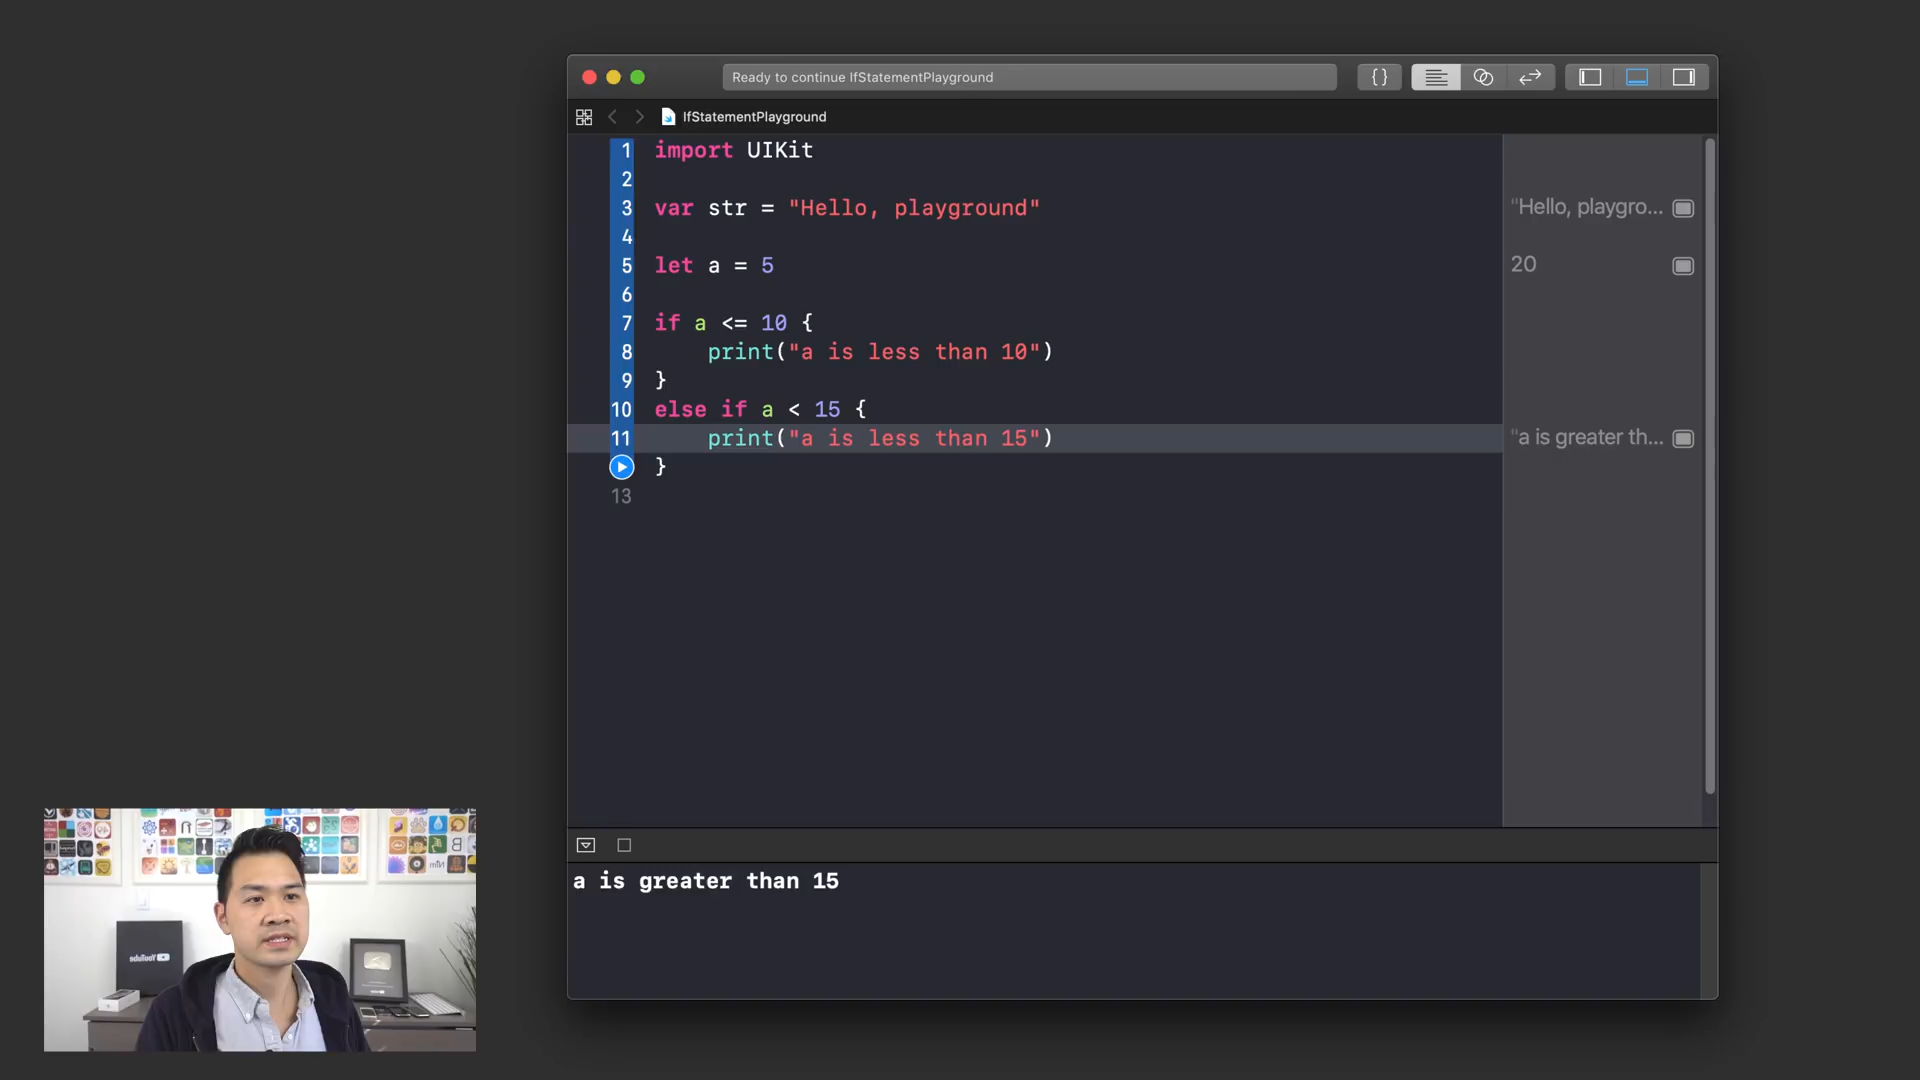 Ready to continue IfStatementPlayground
{ }
IfStatementPlayground
1 import UIKit
2
3 var str = "Hello, playground"
"Hello, playgro...
4
5 let a = 5
20
6
7 if a <= 10 {
8 print("a is less than 10")
9 }
10 else if a < 15 {
11 print("a is less than 15")
"a is greater th...
}
13
a is greater than 15
YouTube